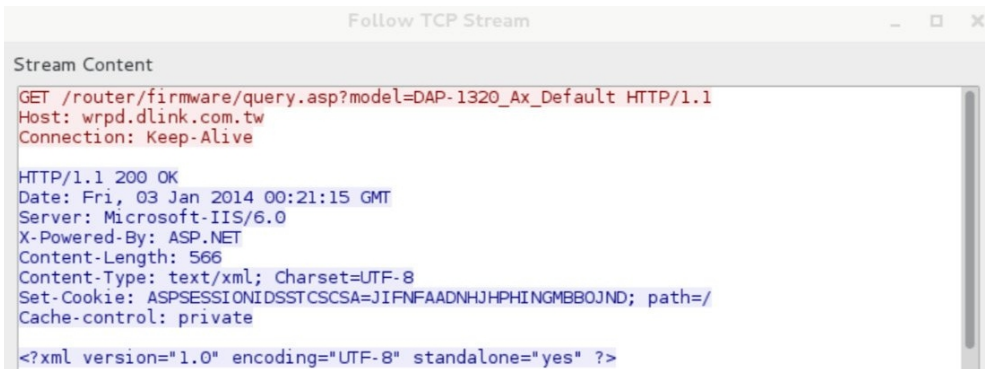 Follow TCP Stream
Stream Content
GET /router/firmware/query.asp?model=DAP-1320_Ax_Default HTTP/1.1
Host: wrpd.dlink.com.tw
Connection: Keep-Alive
HTTP/1.1 200 OK
Date: Fri, 03 Jan 2014 00:21:15 GMT
Server: Microsoft-IIS/6.0
X-Powered-By: ASP.NET
Content-Length: 566
Content-Type: text/xml; Charset=UTF-8
Set-Cookie: ASPSESSIONIDSSTCSCSA=JIFNFAADNHJHPHINGMBBOJND; path=/
Cache-control: private
<?xml version="1.0" encoding="UTF-8" standalone="yes" ?>